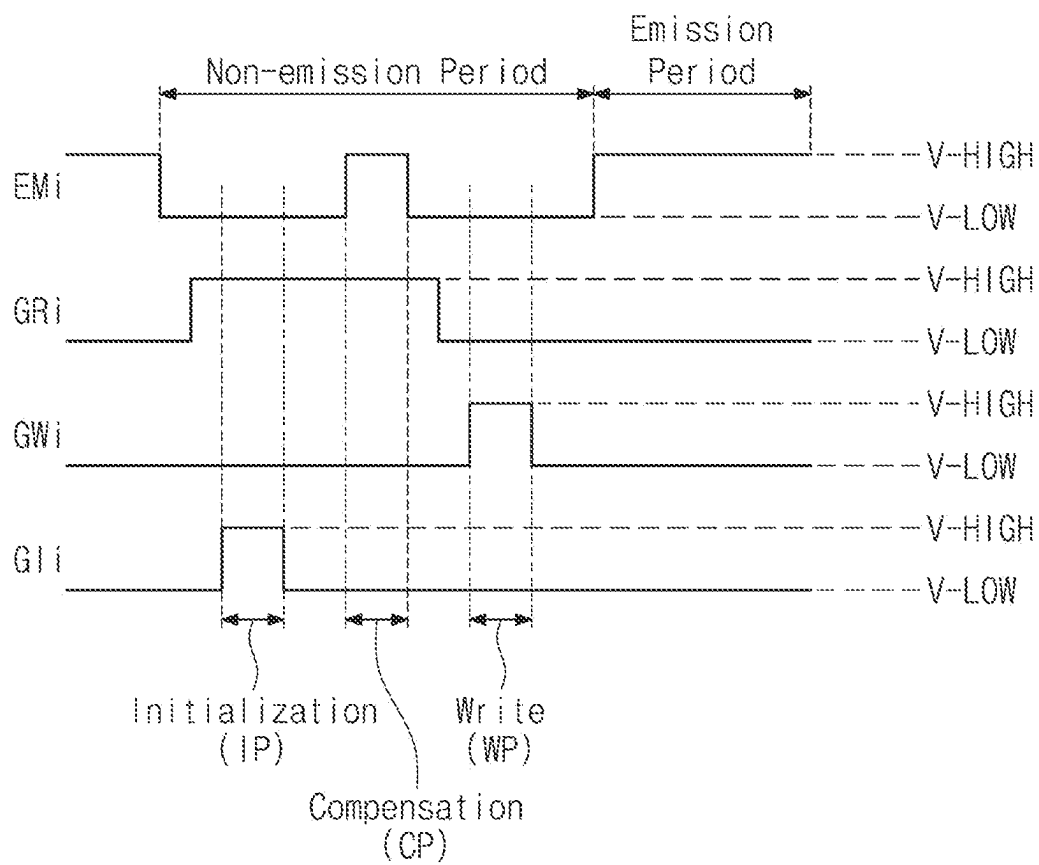 Emission
Non-emission Period Period
EMi
V-HIGH
V-LOW
GRi
V-HIGH
V-LOW
GWi
V-HIGH
V-LOW
GIi
V-HIGH
V-LOW
Initialization
(IP)
Write
(WP)
Compensation
(CP)